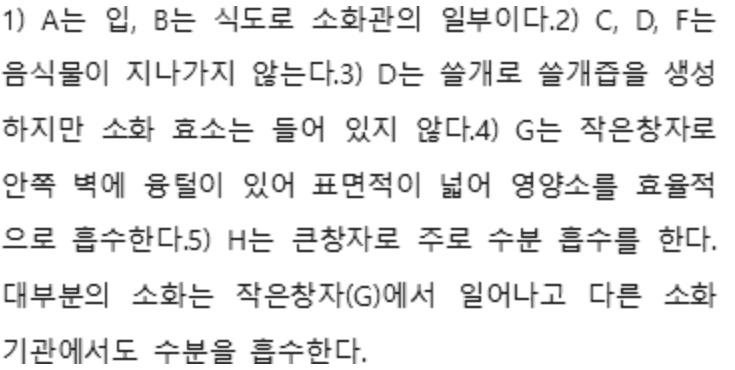 1) A는 입, B는 식도로 소화관의 일부이다.2) C, D, F는
음식물이 지나가지 않는다.3) D는 쓸개로 쓸개즙을 생성
하지만 소화 효소는 들어 있지 않다.4) G는 작은창자로
안쪽 벽에 융털이 있어 표면적이 넓어 영양소를 효율적
으로 흡수한다.5) H는 큰창자로 주로 수분 흡수를 한다.
대부분의 소화는 작은창자(G)에서 일어나고 다른 소화
기관에서도 수분을 흡수한다.